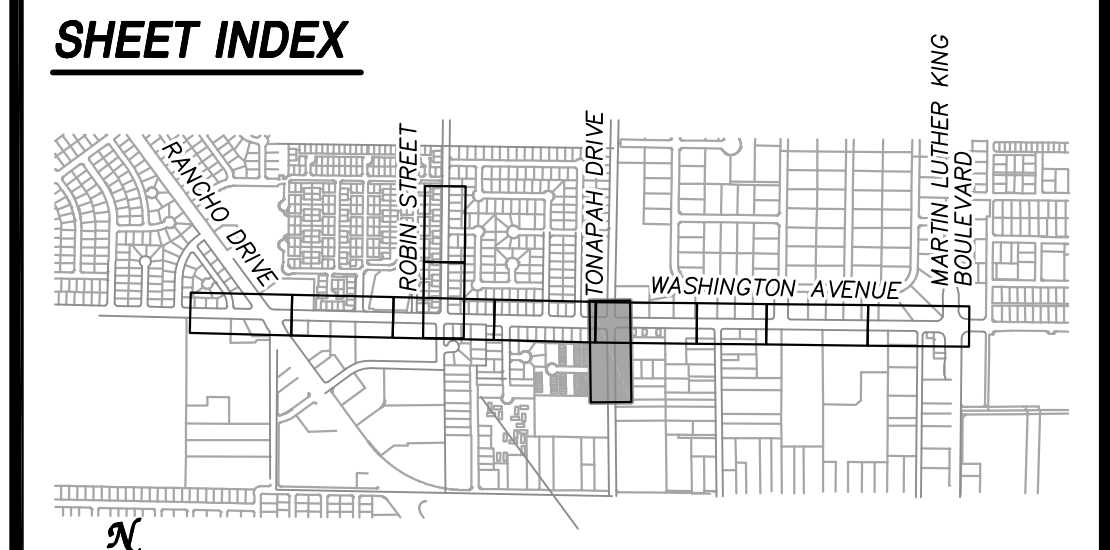 SHEET INDEX
RANCHO DRIVE
ROBIN STREET
TONAPAH DRIVE
WASHINGTON AVENUE
MARTIN LUTHER KING
BOULEVARD
N